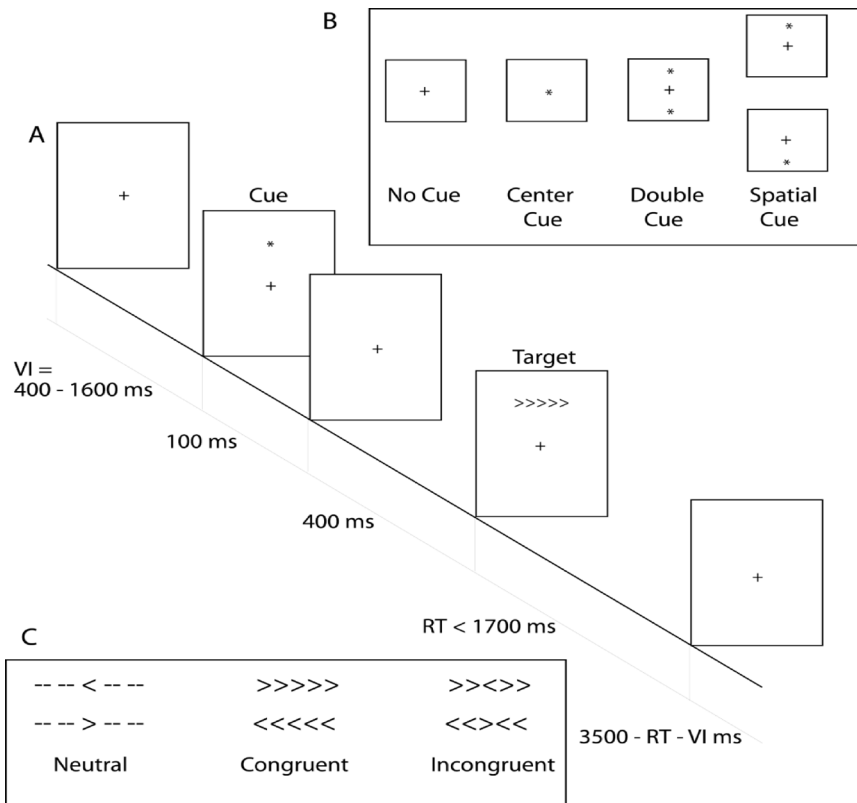 B
*
+
+
*
*
+
*
+
+
*
No Cue
Center
Cue
Double
Cue
Spatial
Cue
A
+
Cue
*
+
+
Target
>>>>>
+
+
VI =
400 - 1600 ms
100 ms
400 ms
RT < 1700 ms
3500 - RT - VI ms
C
-- -- < -- --
>>>>>
>><>>
-- -- > -- --
<<<<<
<<><<
Neutral
Congruent
Incongruent